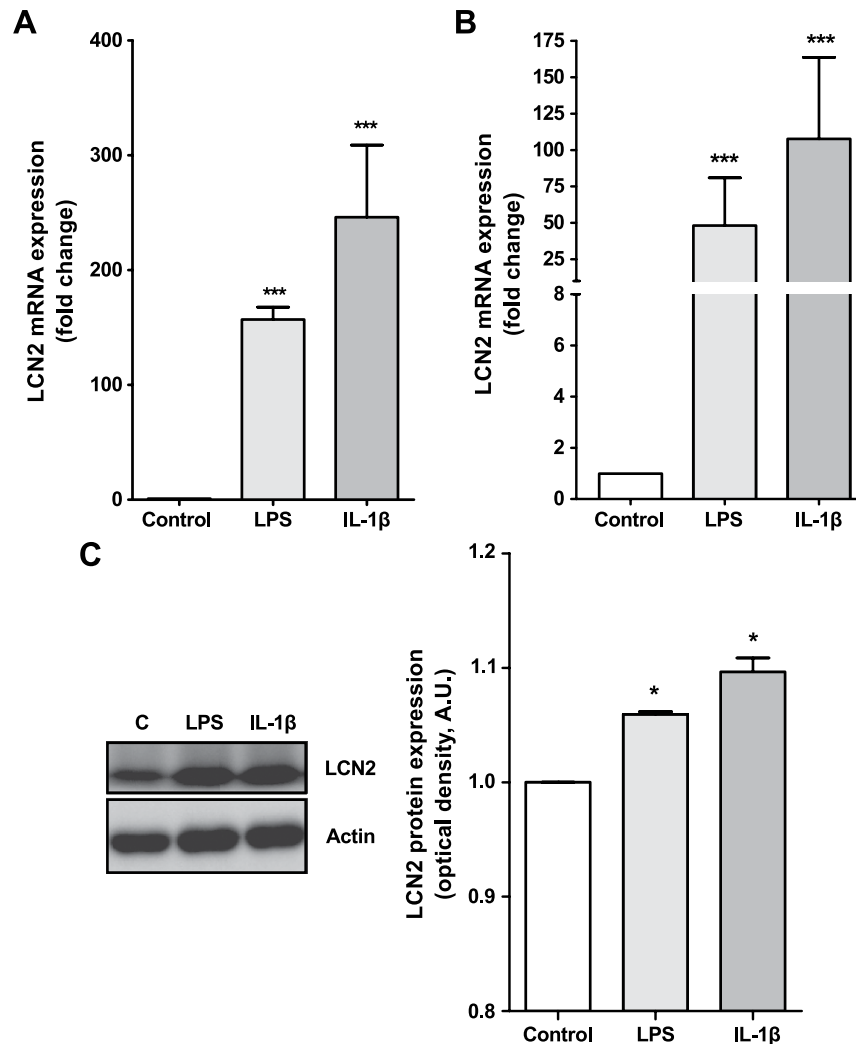 A
LCN2 mRNA expression
(fold change)
400
300
200
100
0
***
***
Control
LPS
IL-1β
B
LCN2 mRNA expression
(fold change)
175
150
125
100
75
50
25
8
6
4
2
0
***
***
Control
LPS
IL-1β
C
C
LPS
IL-1β
LCN2
Actin
LCN2 protein expression
(optical density, A.U.)
1.2
1.1
1.0
0.9
0.8
*
*
Control
LPS
IL-1β